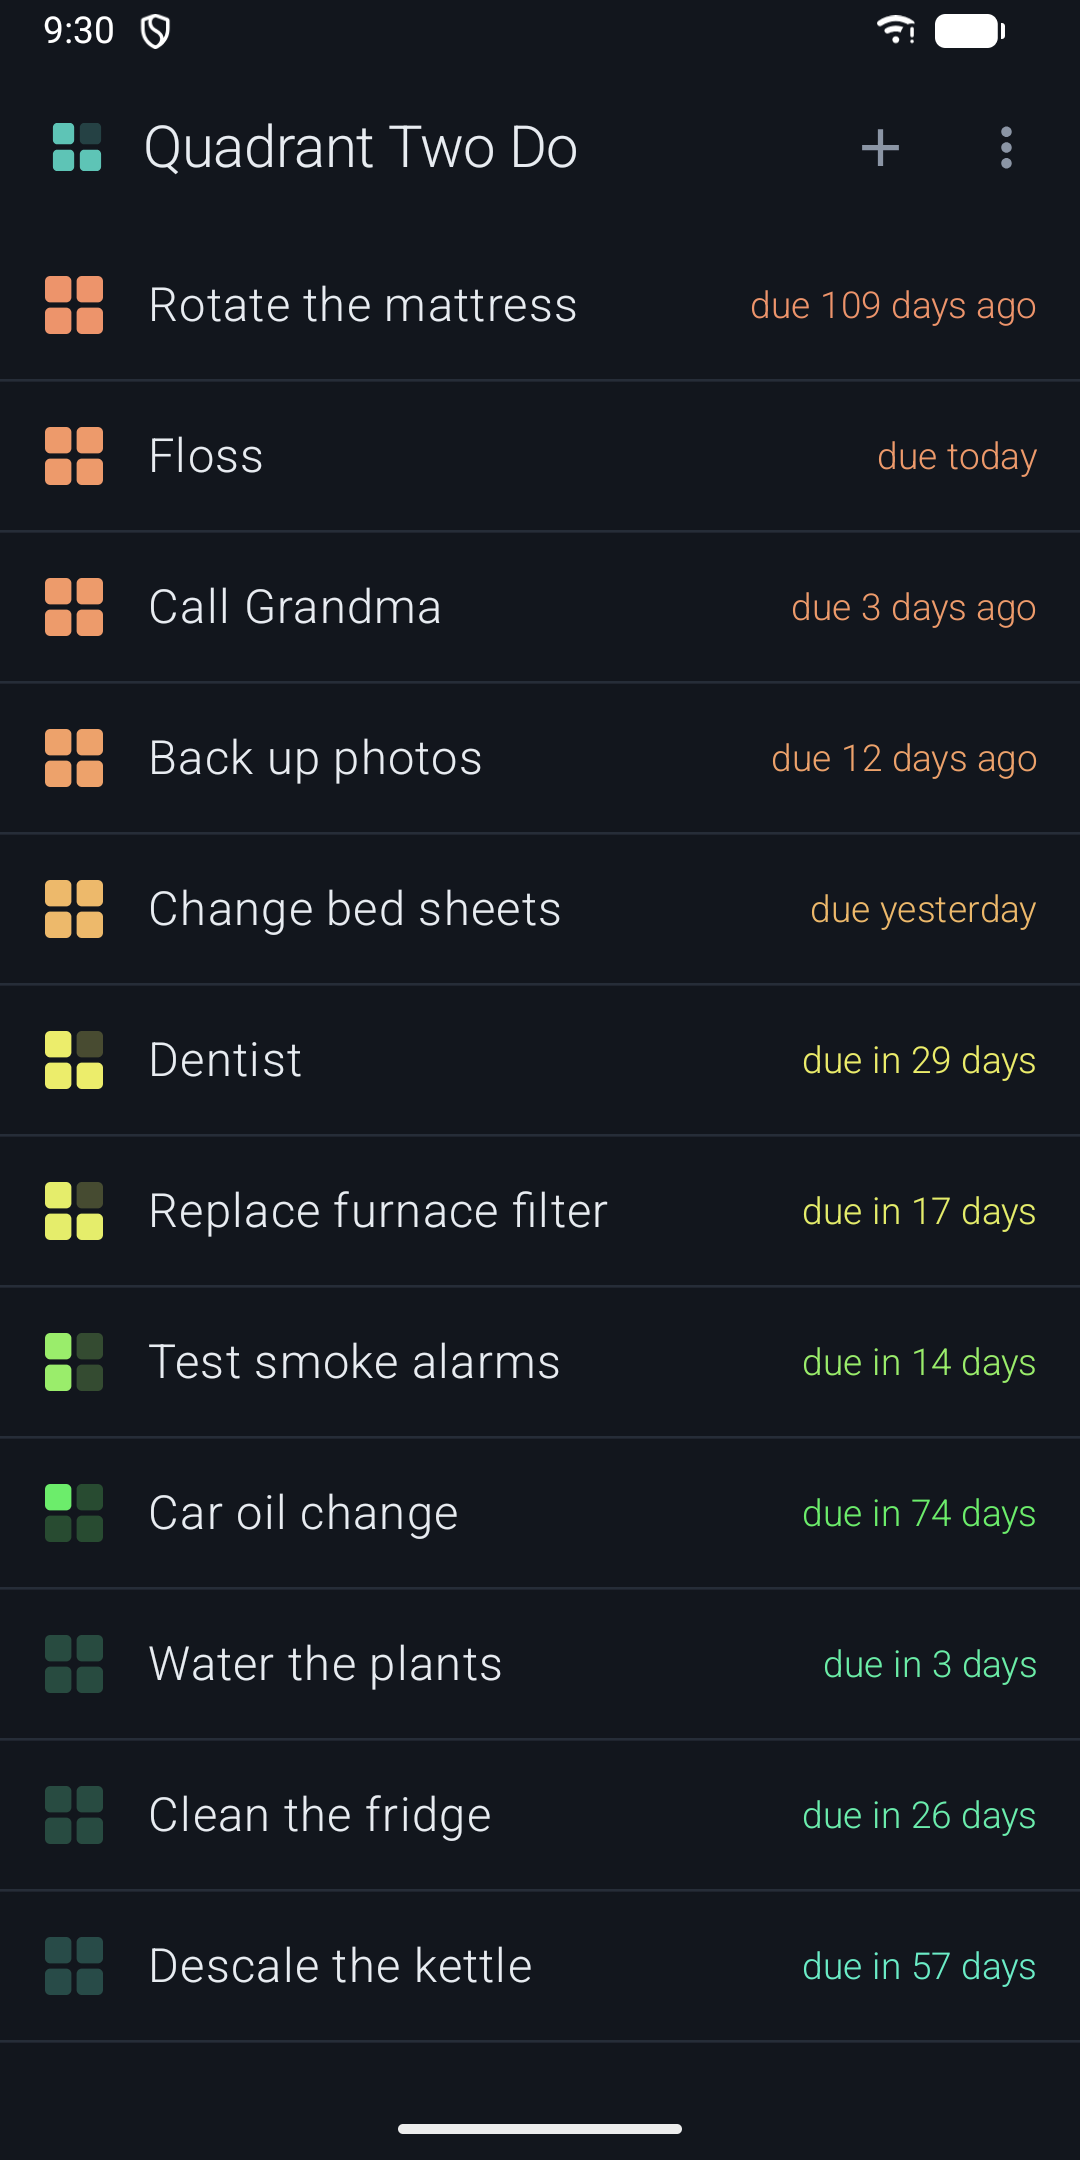 9:30
Quadrant Two Do
Rotate the mattress due 109 days ago
Floss due today
Call Grandma due 3 days ago
Back up photos due 12 days ago
Change bed sheets due yesterday
Dentist due in 29 days
Replace furnace filter due in 17 days
Test smoke alarms due in 14 days
Car oil change due in 74 days
Water the plants due in 3 days
Clean the fridge due in 26 days
Descale the kettle due in 57 days